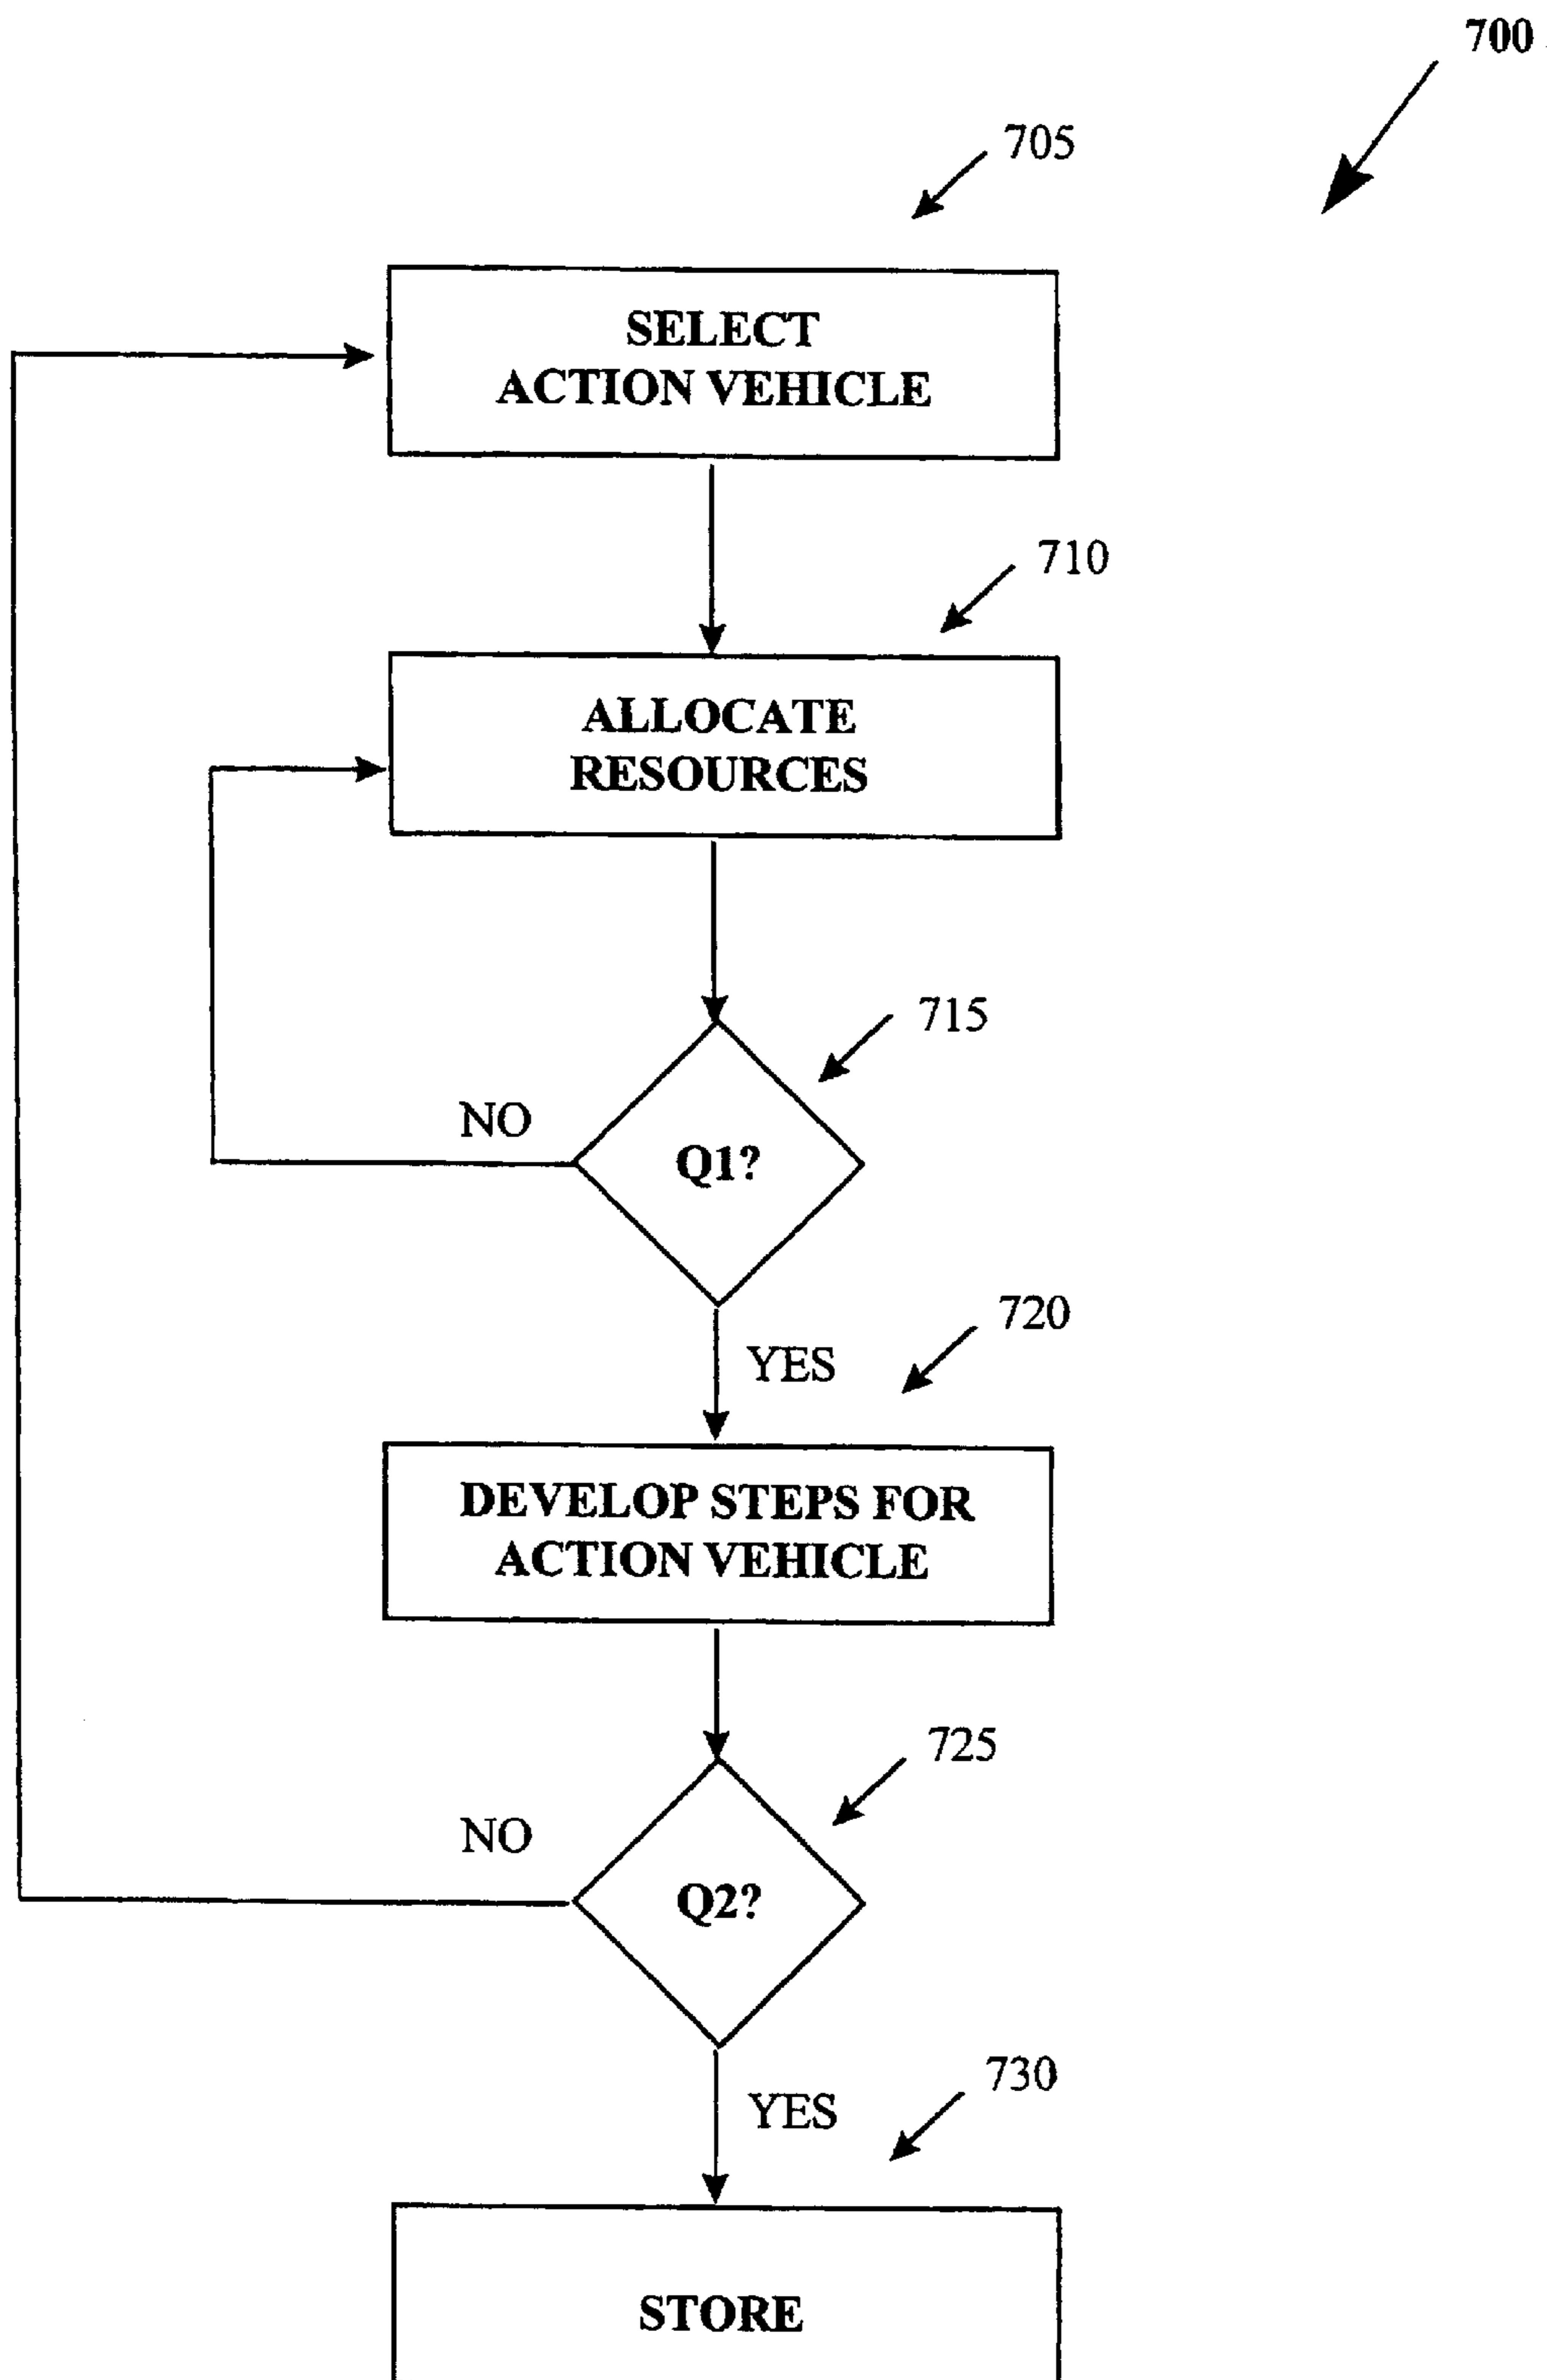 700
705
SELECT
ACTION VEHICLE
710
ALLOCATE
RESOURCES
715
NO
Q1?
720
YES
DEVELOP STEPS FOR
ACTION VEHICLE
725
NO
Q2?
730
YES
STORE